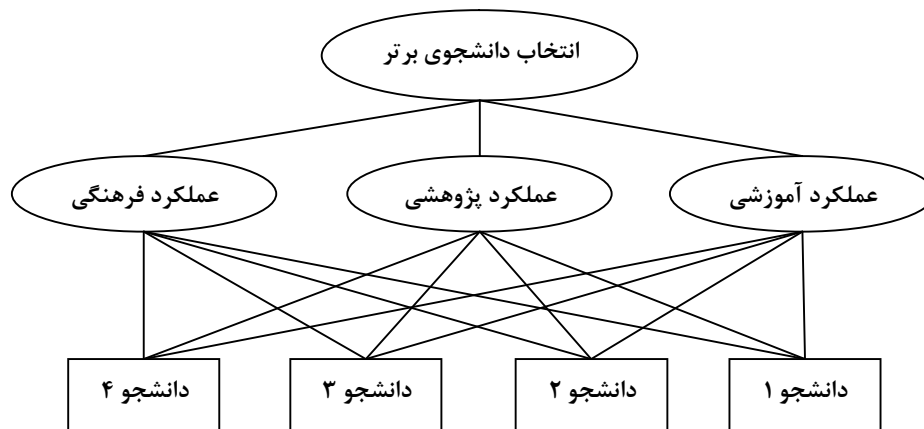 انتخاب دانشجوی برتر
عملکرد آموزشی
عملکرد پژوهشی
عملکرد فرهنگی
دانشجو ۱
دانشجو ۲
دانشجو ۳
دانشجو ۴